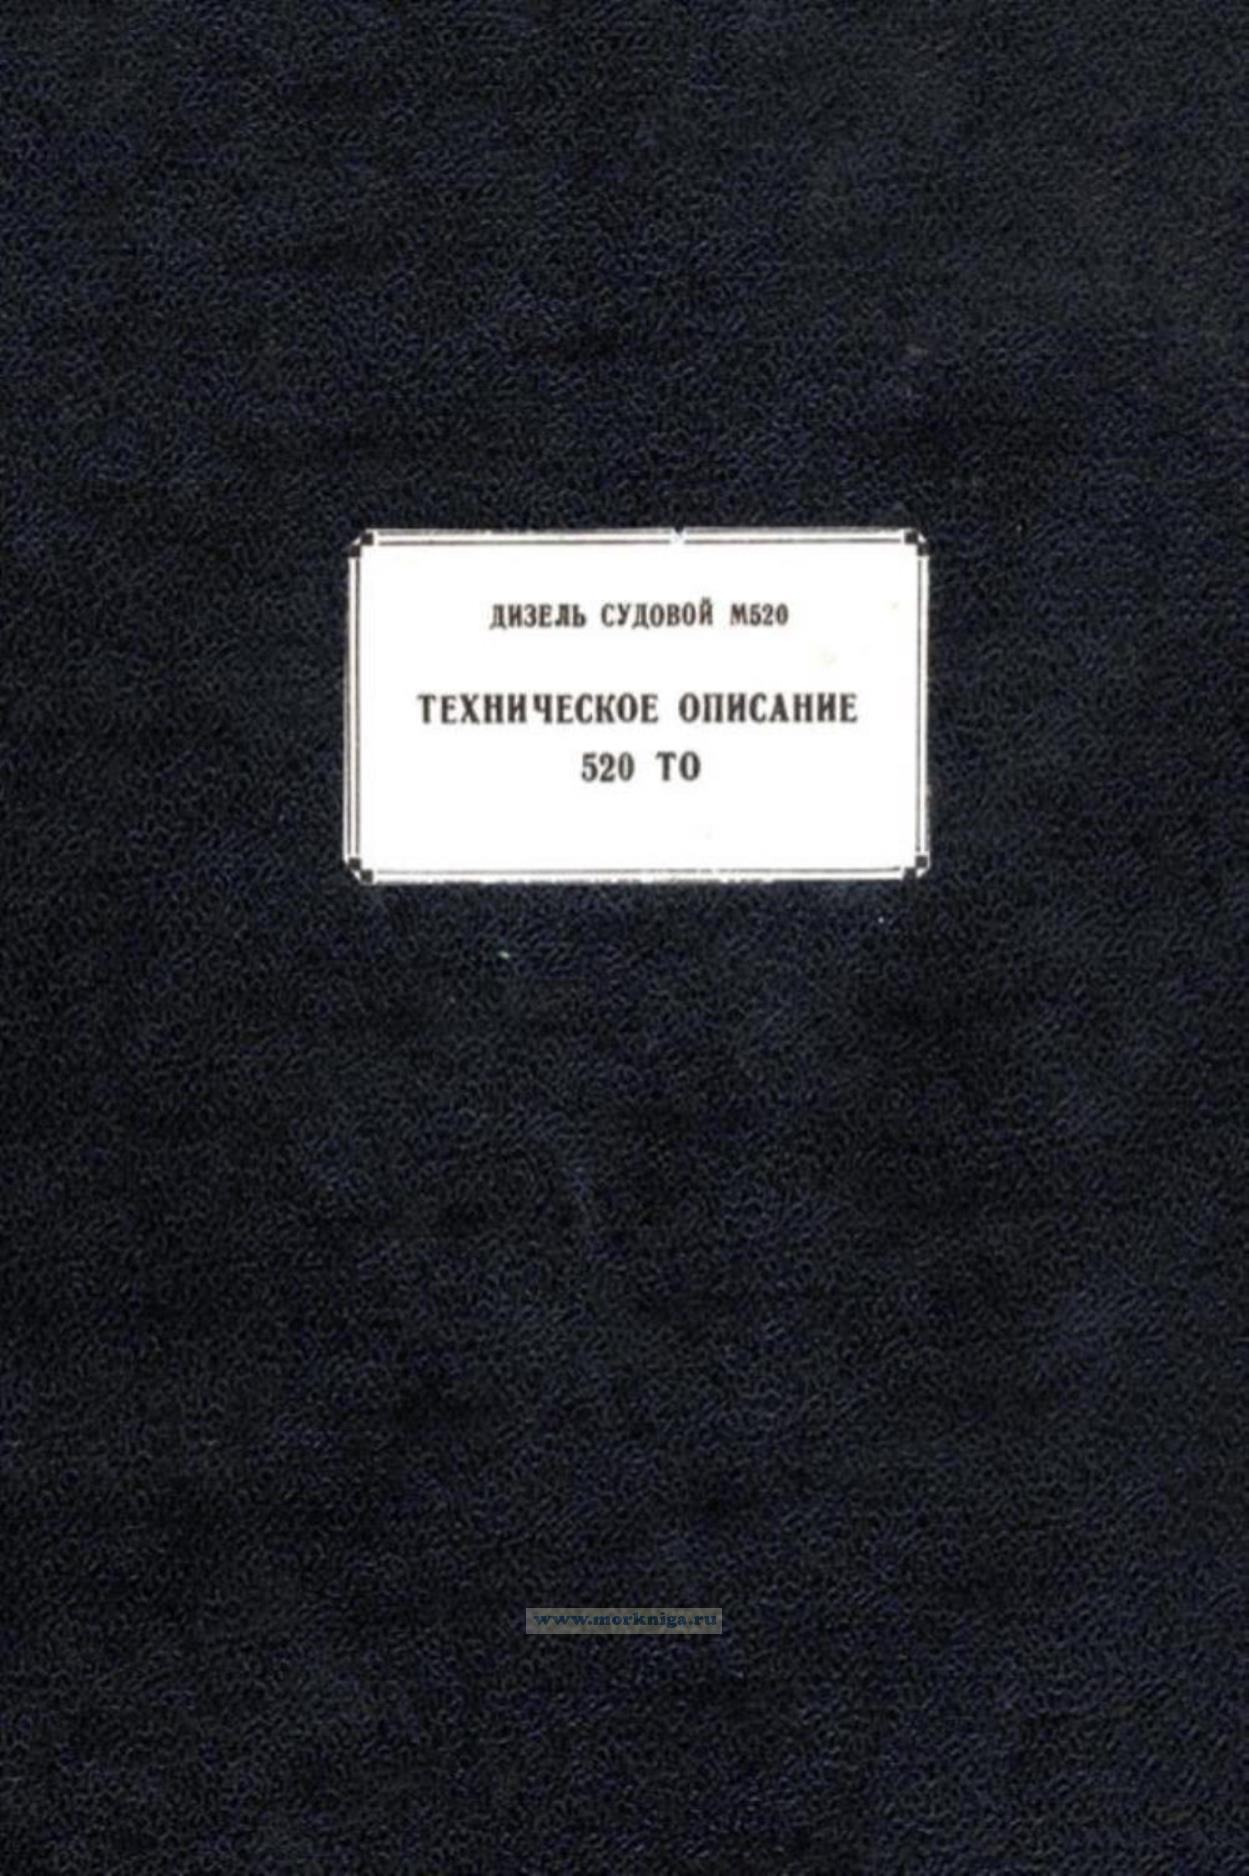 ДИЗЕЛЬ СУДОВОЙ М520
ТЕХНИЧЕСКОЕ ОПИСАНИЕ
520 ТО
www.morkniga.ru